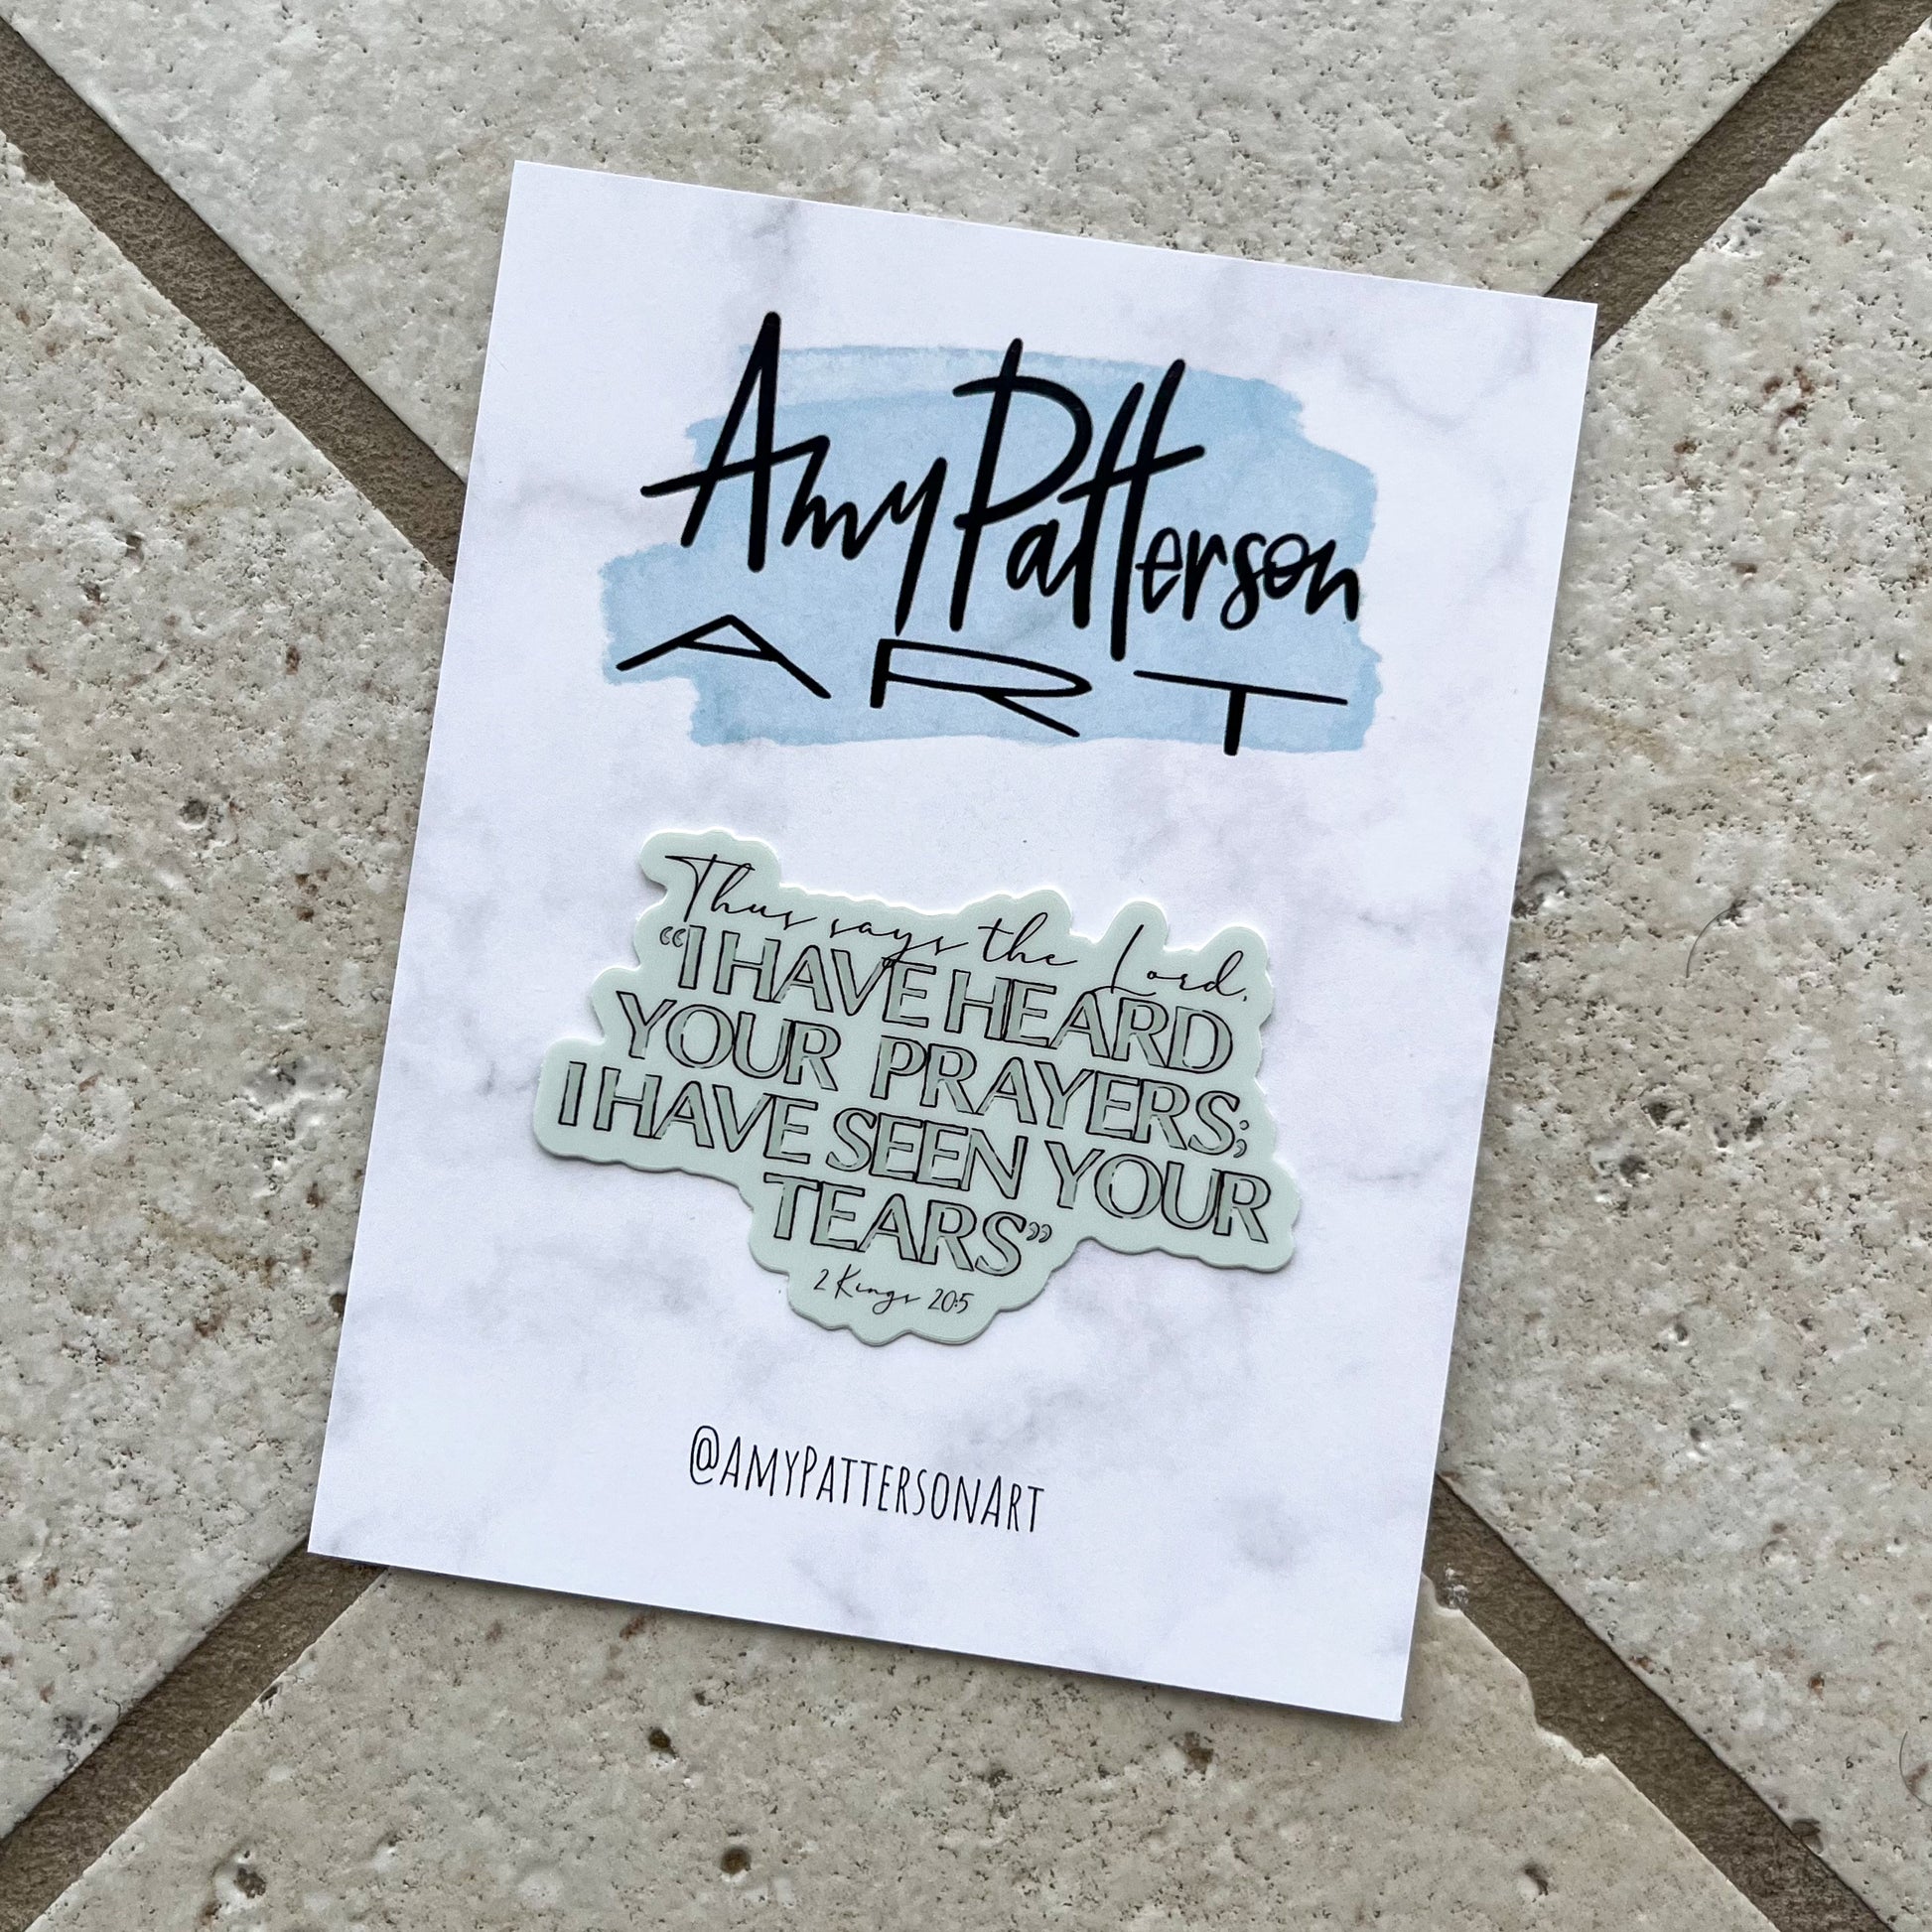 Amy Patterson
ART
Thus says the Lord,
“I HAVE HEARD
YOUR PRAYERS;
I HAVE SEEN YOUR
TEARS”
2 Kings 20:5
@AMYPATTERSONART